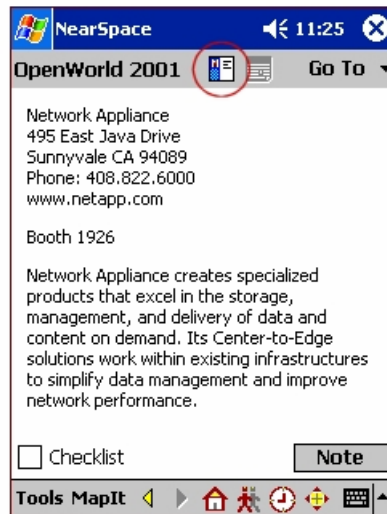 NearSpace 11:25
OpenWorld 2001 Go To
Network Appliance
495 East Java Drive
Sunnyvale CA 94089
Phone: 408.822.6000
www.netapp.com
Booth 1926
Network Appliance creates specialized
products that excel in the storage,
management, and delivery of data and
content on demand. Its Center-to-Edge
solutions work within existing infrastructures
to simplify data management and improve
network performance.
Checklist Note
Tools MapIt